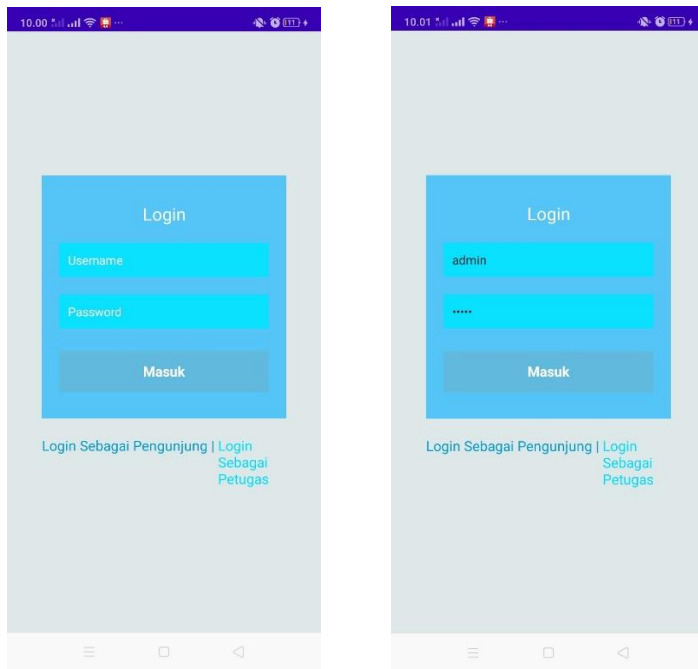 10.00
Login
Username
Password
Masuk
Login Sebagai Pengunjung | Login
Sebagai
Petugas
10.01
Login
admin
•••••
Masuk
Login Sebagai Pengunjung | Login
Sebagai
Petugas